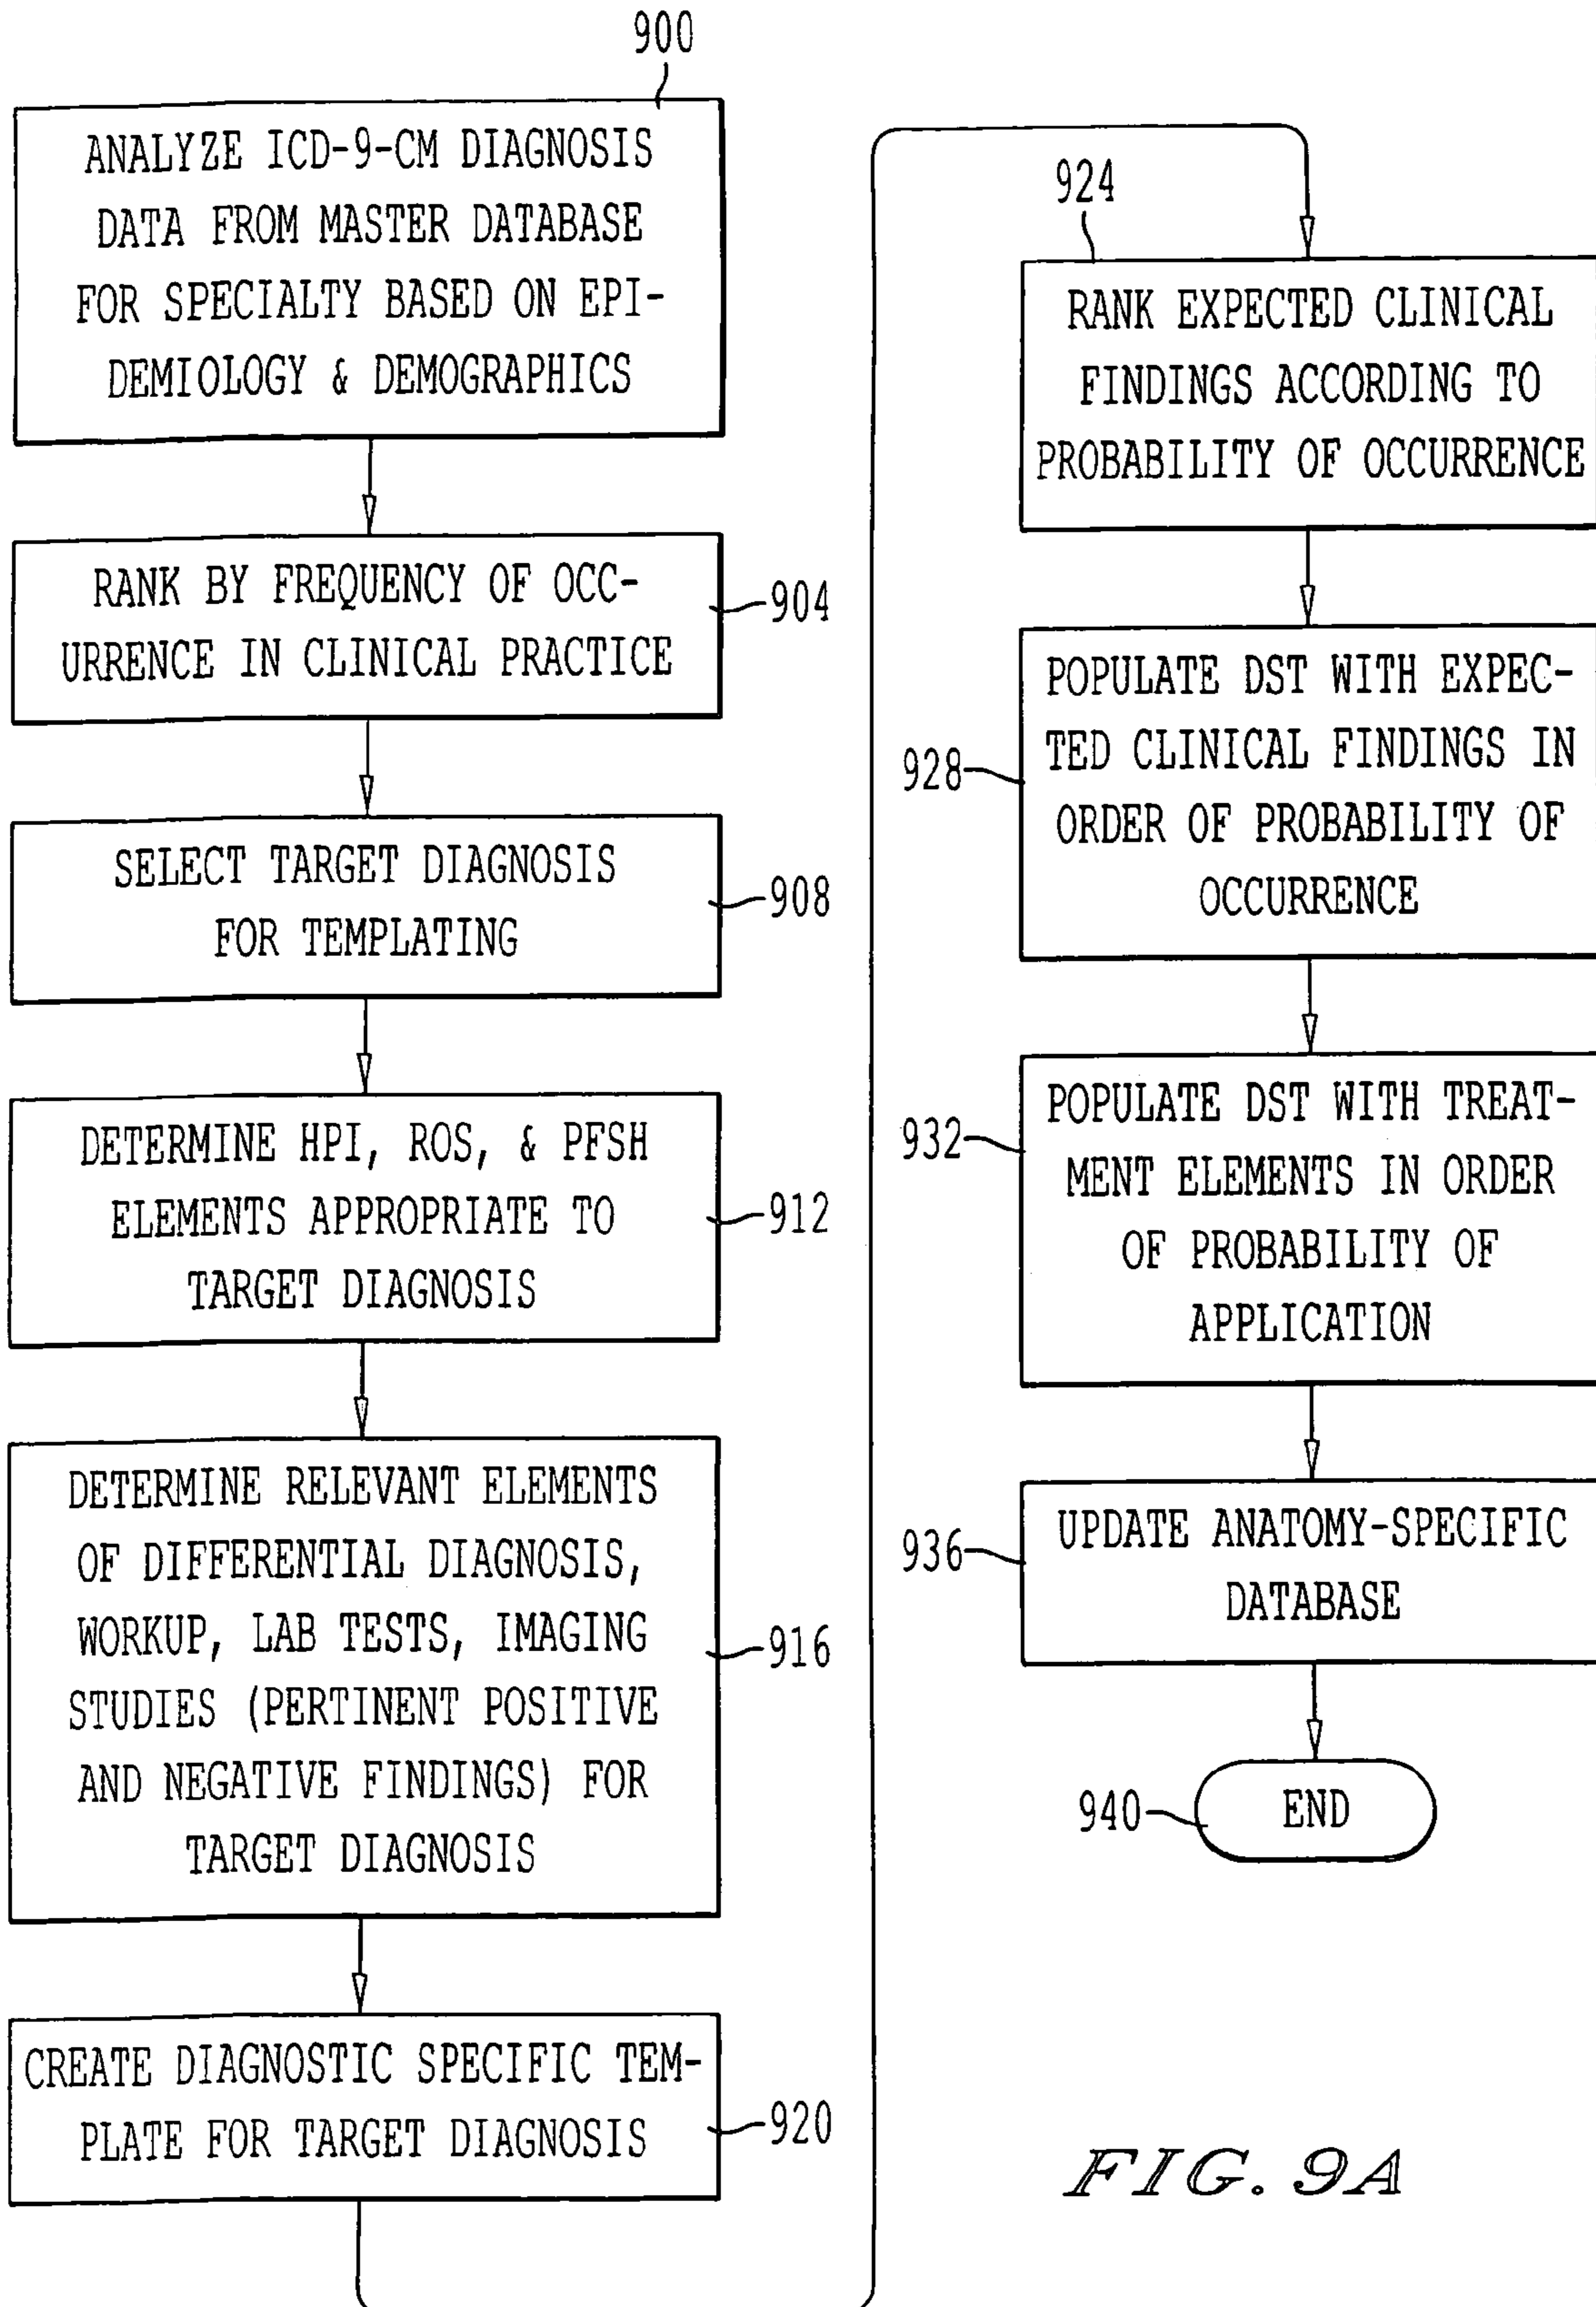 900
ANALYZE ICD-9-CM DIAGNOSIS
DATA FROM MASTER DATABASE
FOR SPECIALTY BASED ON EPI-
DEMIOLOGY & DEMOGRAPHICS
RANK BY FREQUENCY OF OCC-
URRENCE IN CLINICAL PRACTICE
904
SELECT TARGET DIAGNOSIS
FOR TEMPLATING
908
DETERMINE HPI, ROS, & PFSH
ELEMENTS APPROPRIATE TO
TARGET DIAGNOSIS
912
DETERMINE RELEVANT ELEMENTS
OF DIFFERENTIAL DIAGNOSIS,
WORKUP, LAB TESTS, IMAGING
STUDIES (PERTINENT POSITIVE
AND NEGATIVE FINDINGS) FOR
TARGET DIAGNOSIS
916
CREATE DIAGNOSTIC SPECIFIC TEM-
PLATE FOR TARGET DIAGNOSIS
920
924
RANK EXPECTED CLINICAL
FINDINGS ACCORDING TO
PROBABILITY OF OCCURRENCE
POPULATE DST WITH EXPEC-
TED CLINICAL FINDINGS IN
ORDER OF PROBABILITY OF
OCCURRENCE
928
POPULATE DST WITH TREAT-
MENT ELEMENTS IN ORDER
OF PROBABILITY OF
APPLICATION
932
UPDATE ANATOMY-SPECIFIC
DATABASE
936
END
940
FIG. 9A